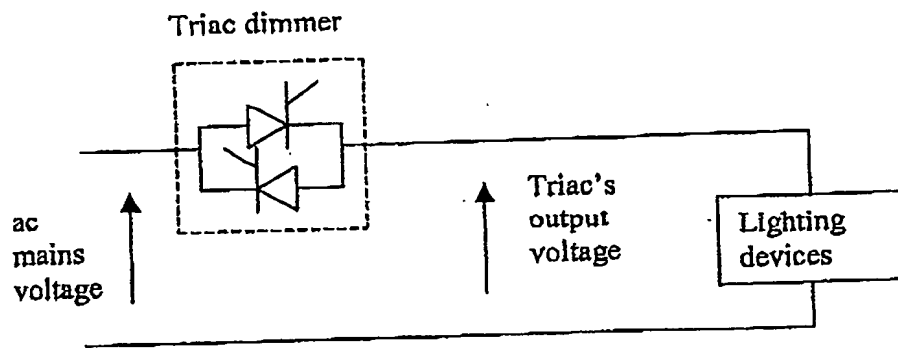 Triac dimmer
ac
mains
voltage
Triac's
output
voltage
Lighting
devices